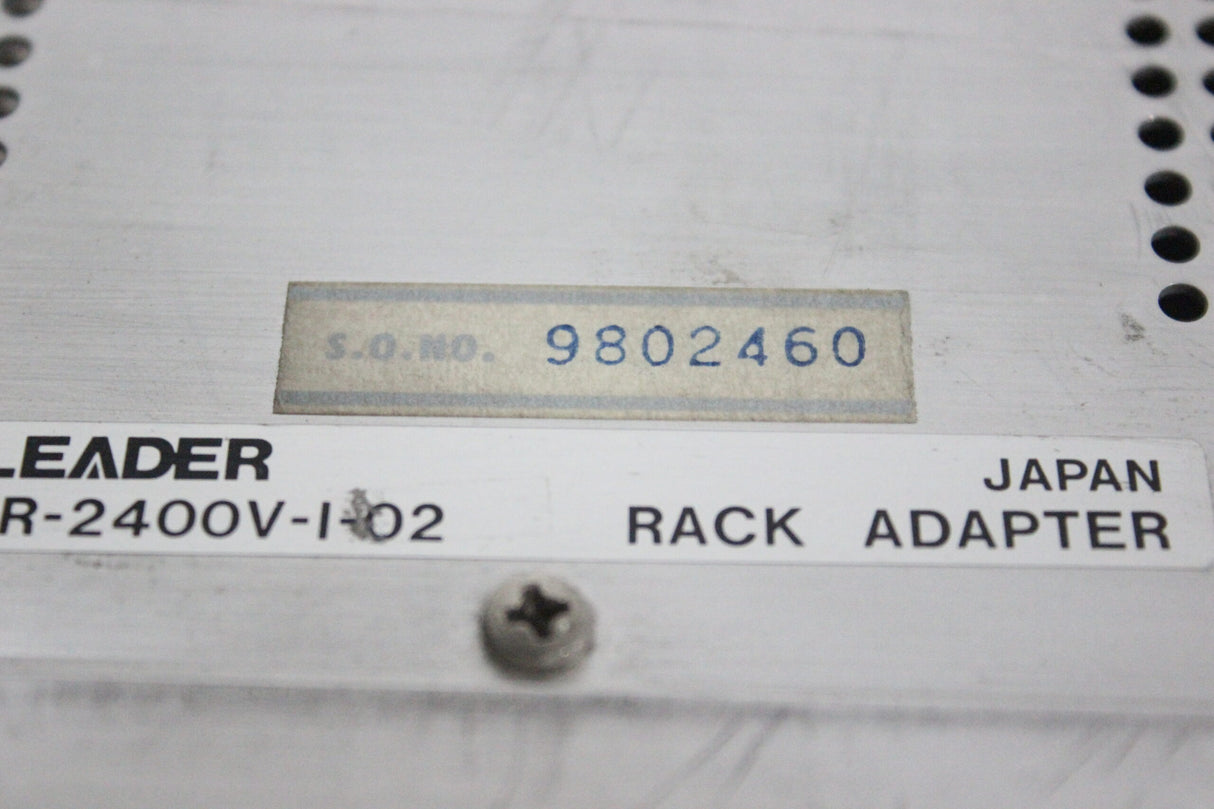 S.O.NO. 9802460
LEADER JAPAN
R-2400V-I-02 RACK ADAPTER